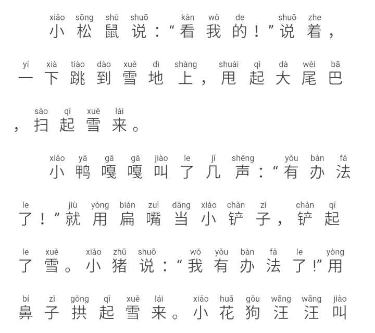 xiǎo sōng shǔ shuō kàn wǒ de shuō zhe
小松鼠说：“看我的！”说着，
yí xià tiào dào xuě dì shàng shuǎi qǐ dà wěi bā
一下跳到雪地上，甩起大尾巴
sǎo qǐ xuě lái
，扫起雪来。
xiǎo yā gā gā jiào le jǐ shēng yǒu bàn fǎ
小鸭嘎嘎叫了几声：“有办法
le jiù yòng biǎn zuǐ dāng xiǎo chǎn zi chǎn qǐ
了！”就用扁嘴当小铲子，铲起
le xuě xiǎo zhū shuō wǒ yǒu bàn fǎ le yòng
了雪。小猪说：“我有办法了!”用
bí zi gǒng qǐ xuě lái xiǎo huā gǒu wāng wāng jiào
鼻子拱起雪来。小花狗汪汪叫